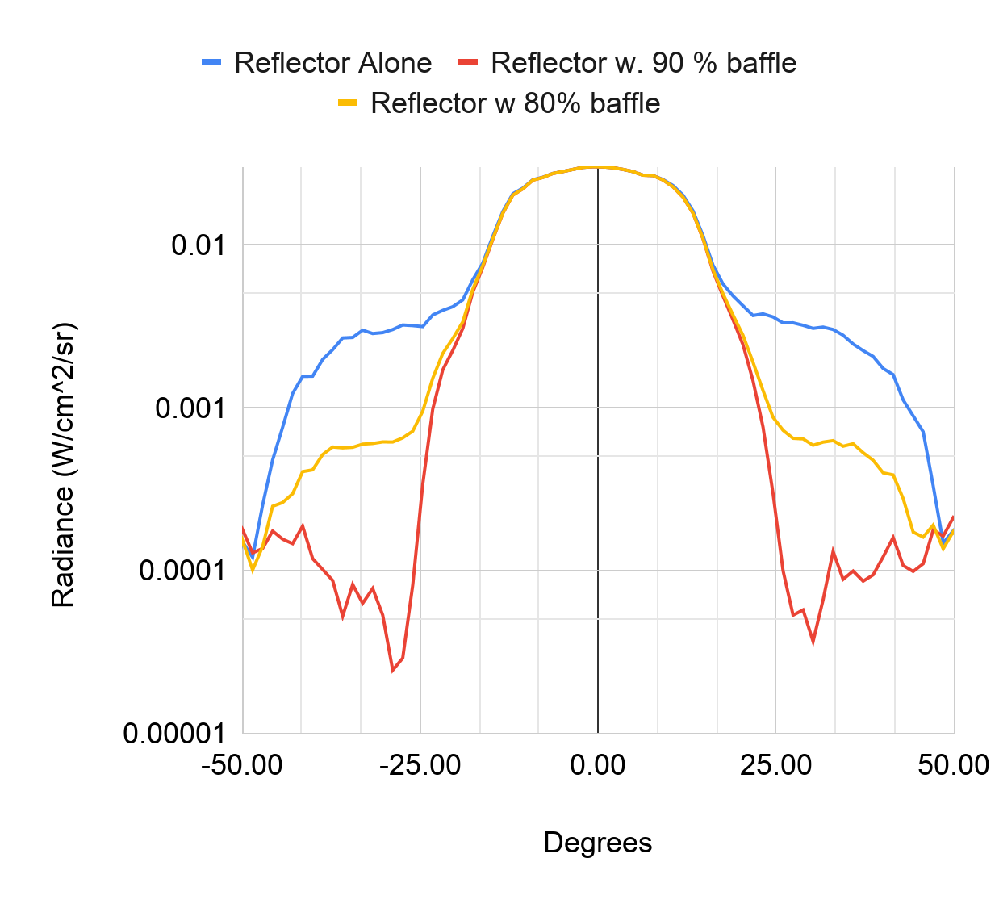 Reflector Alone Reflector w. 90 % baffle
Reflector w 80% baffle
0.01
0.001
0.0001
0.00001
Radiance (W/cm^2/sr)
-50.00 -25.00 0.00 25.00 50.00
Degrees